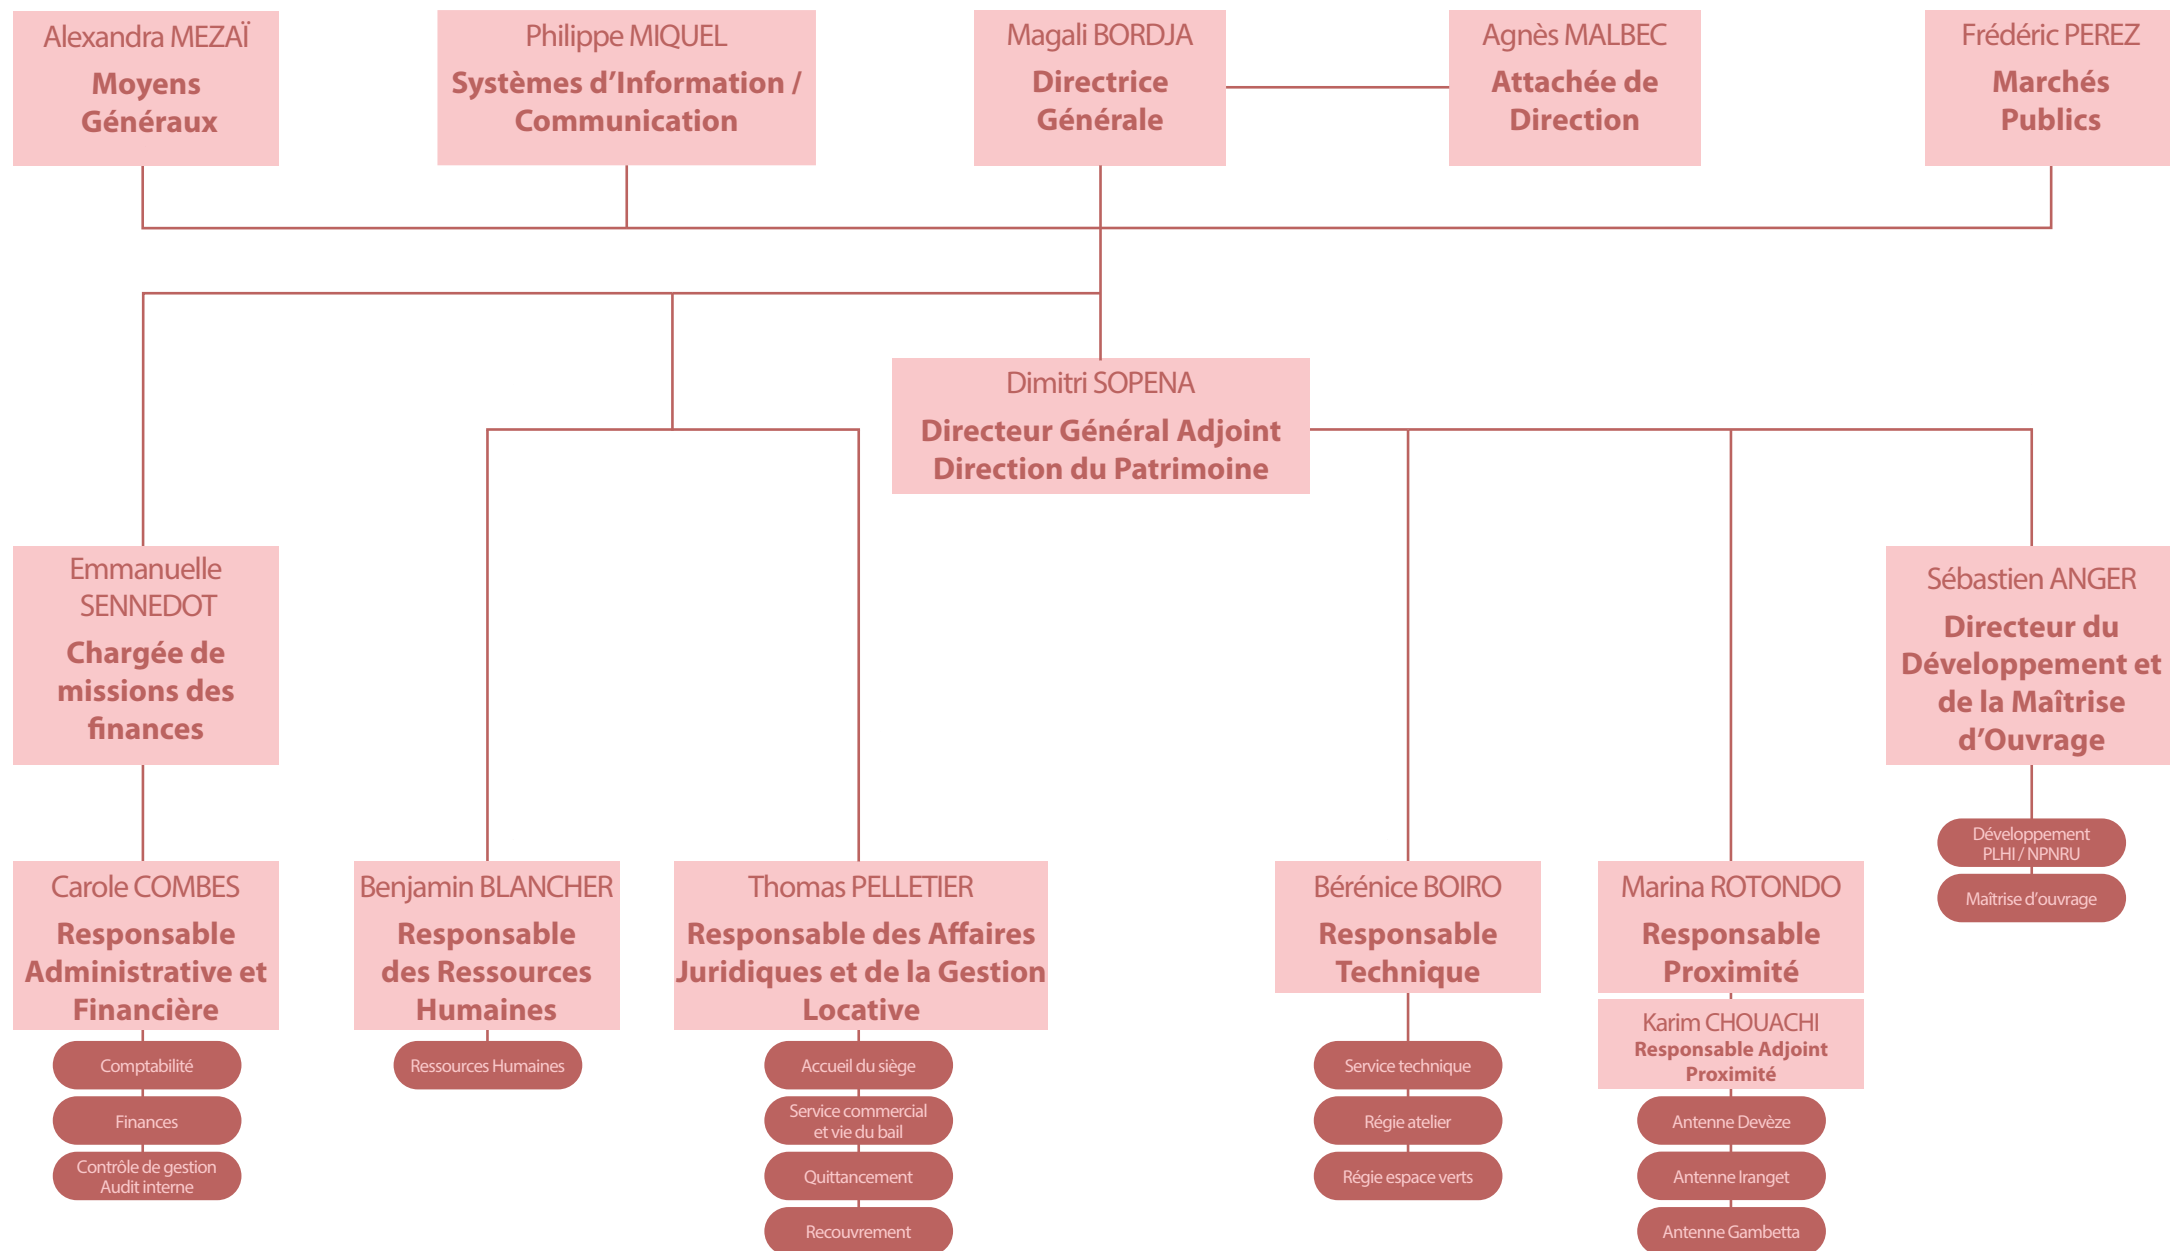 Alexandra MEZAÏ
Moyens
Généraux
Philippe MIQUEL
Systèmes d’Information /
Communication
Magali BORDJA
Directrice
Générale
Agnès MALBEC
Attachée de
Direction
Frédéric PEREZ
Marchés
Publics
Dimitri SOPENA
Directeur Général Adjoint
Direction du Patrimoine
Emmanuelle
SENNEDOT
Chargée de
missions des
finances
Sébastien ANGER
Directeur du
Développement et
de la Maîtrise
d’Ouvrage
Développement
PLHI / NPNRU
Maîtrise d’ouvrage
Carole COMBES
Responsable
Administrative et
Financière
Comptabilité
Finances
Contrôle de gestion
Audit interne
Benjamin BLANCHER
Responsable
des Ressources
Humaines
Ressources Humaines
Thomas PELLETIER
Responsable des Affaires
Juridiques et de la Gestion
Locative
Accueil du siège
Service commercial
et vie du bail
Quittancement
Recouvrement
Bérénice BOIRO
Responsable
Technique
Service technique
Régie atelier
Régie espace verts
Marina ROTONDO
Responsable
Proximité
Karim CHOUACHI
Responsable Adjoint
Proximité
Antenne Devèze
Antenne Iranget
Antenne Gambetta